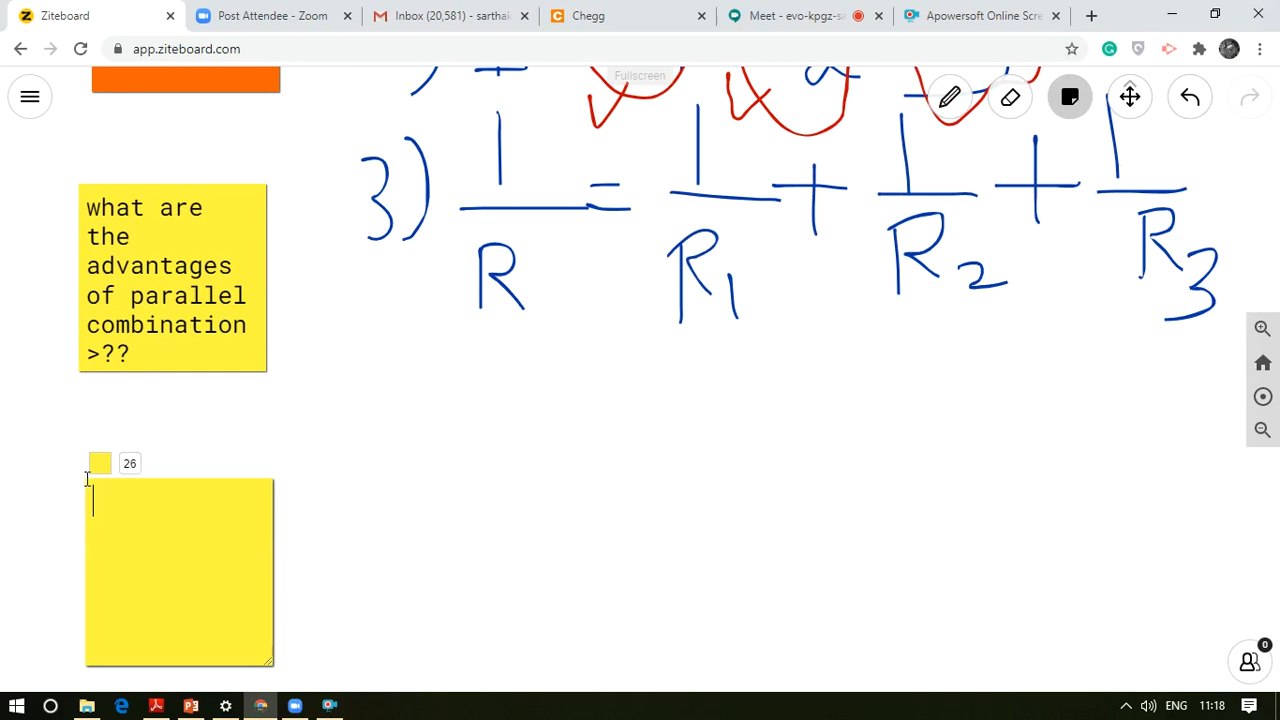 Ziteboard
Post Attendee - Zoom
Inbox (20,581) - sarthak
Chegg
Meet - evo-kpgz-sa
Apowersoft Online Scre
app.ziteboard.com
Fullscreen
3) 1/R = 1/R1 + 1/R2 + 1/R3
what are
the
advantages
of parallel
combination
>??
26
0
ENG
11:18